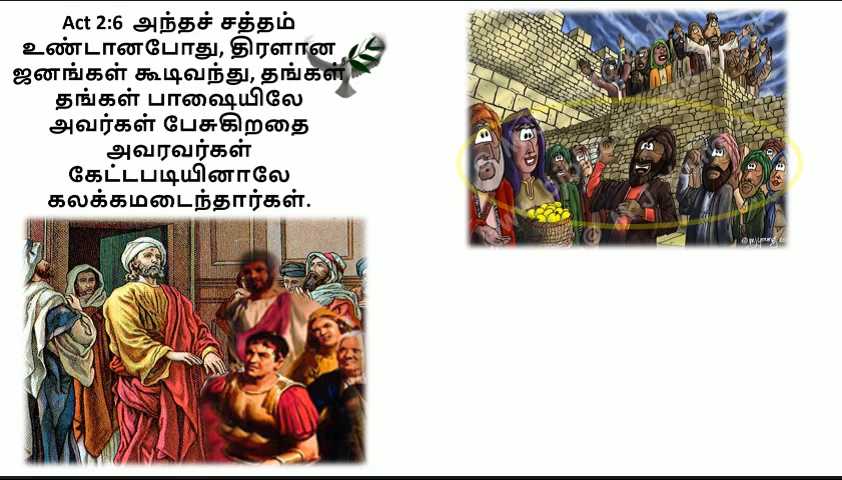 Act 2:6 அந்தச் சத்தம்
உண்டானபோது, திரளான
ஜனங்கள் கூடிவந்து, தங்கள்
தங்கள் பாஷையிலே
அவர்கள் பேசுகிறதை
அவரவர்கள்
கேட்டபடியினாலே
கலக்கமடைந்தார்கள்.